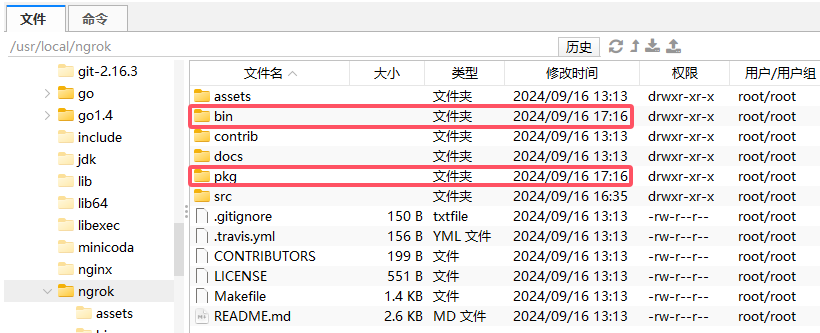 文件 命令
/usr/local/ngrok 历史
git-2.16.3
go
go1.4
include
jdk
lib
lib64
libexec
minicoda
nginx
ngrok
assets
文件名 大小 类型 修改时间 权限 用户/用户组
assets 文件夹 2024/09/16 13:13 drwxr-xr-x root/root
bin 文件夹 2024/09/16 17:16 drwxr-xr-x root/root
contrib 文件夹 2024/09/16 13:13 drwxr-xr-x root/root
docs 文件夹 2024/09/16 13:13 drwxr-xr-x root/root
pkg 文件夹 2024/09/16 17:16 drwxr-xr-x root/root
src 文件夹 2024/09/16 16:35 drwxr-xr-x root/root
.gitignore 150 B txtfile 2024/09/16 13:13 -rw-r--r-- root/root
.travis.yml 156 B YML 文件 2024/09/16 13:13 -rw-r--r-- root/root
CONTRIBUTORS 199 B 文件 2024/09/16 13:13 -rw-r--r-- root/root
LICENSE 551 B 文件 2024/09/16 13:13 -rw-r--r-- root/root
Makefile 1.4 KB 文件 2024/09/16 13:13 -rw-r--r-- root/root
README.md 2.6 KB MD 文件 2024/09/16 13:13 -rw-r--r-- root/root